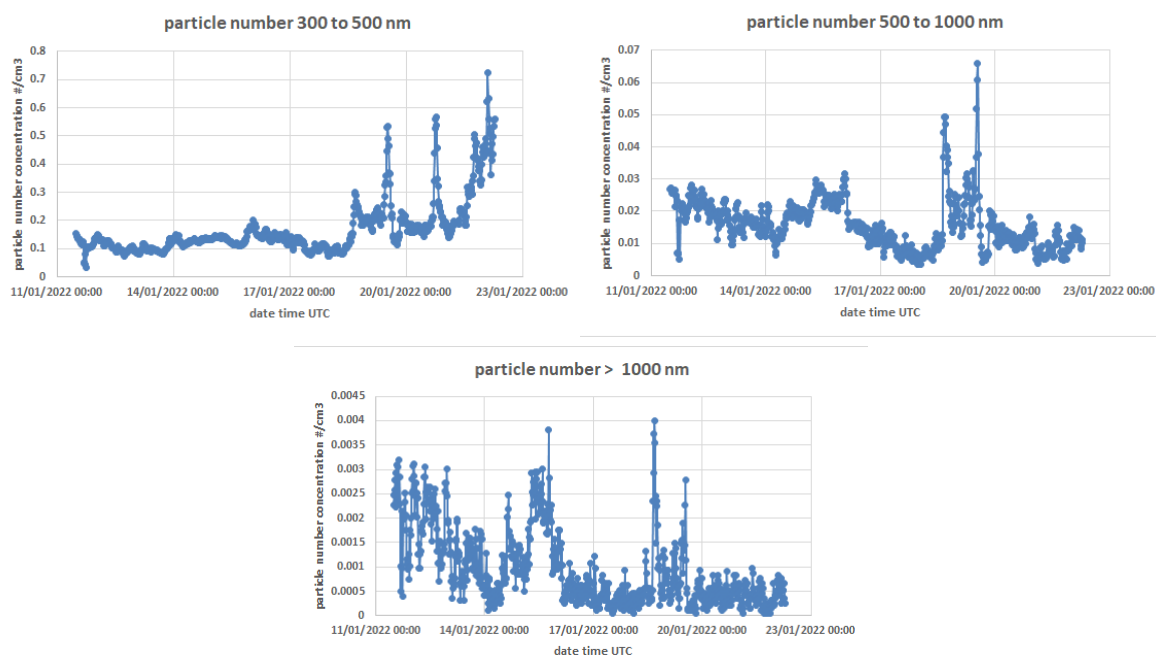 particle number 300 to 500 nm
particle number concentration #/cm3
0.8
0.7
0.6
0.5
0.4
0.3
0.2
0.1
0
11/01/2022 00:00 14/01/2022 00:00 17/01/2022 00:00 20/01/2022 00:00 23/01/2022 00:00
date time UTC
particle number 500 to 1000 nm
particle number concentration #/cm3
0.07
0.06
0.05
0.04
0.03
0.02
0.01
0
11/01/2022 00:00 14/01/2022 00:00 17/01/2022 00:00 20/01/2022 00:00 23/01/2022 00:00
date time UTC
particle number > 1000 nm
particle number concentration #/cm3
0.0045
0.004
0.0035
0.003
0.0025
0.002
0.0015
0.001
0.0005
0
11/01/2022 00:00 14/01/2022 00:00 17/01/2022 00:00 20/01/2022 00:00 23/01/2022 00:00
date time UTC